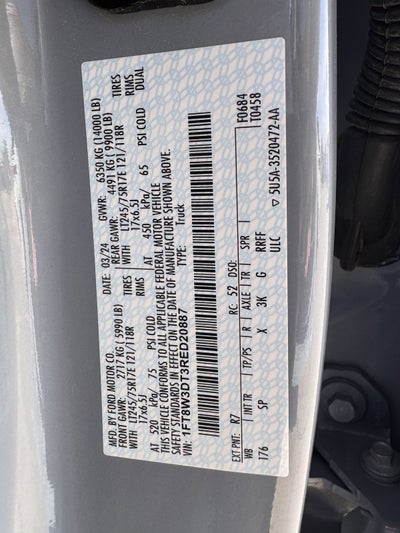 MFD. BY FORD MOTOR CO.
DATE: 03/24 GVWR: 6350 KG (14000 LB)
FRONT GAWR: 2717 KG ( 5990 LB) REAR GAWR: 4491 KG ( 9900 LB)
WITH LT245/75R17E 121/118R TIRES WITH LT245/75R17E 121/118R TIRES
17x6.5J RIMS 17x6.5J RIMS
AT 520 kPa/ 75 PSI COLD AT 450 kPa/ 65 PSI COLD DUAL
THIS VEHICLE CONFORMS TO ALL APPLICABLE FEDERAL MOTOR VEHICLE
SAFETY STANDARDS IN EFFECT ON THE DATE OF MANUFACTURE SHOWN ABOVE.
VIN: 1FT8W3DT3RED20887 TYPE: Truck
F0684
T0458
EXT PNT: R7 RC: 52 DSO:
WB INT TR TP/PS R AXLE TR SPR
176 SP X 3K G RRFF
ULC
▽ 5U5A-3520472-AA